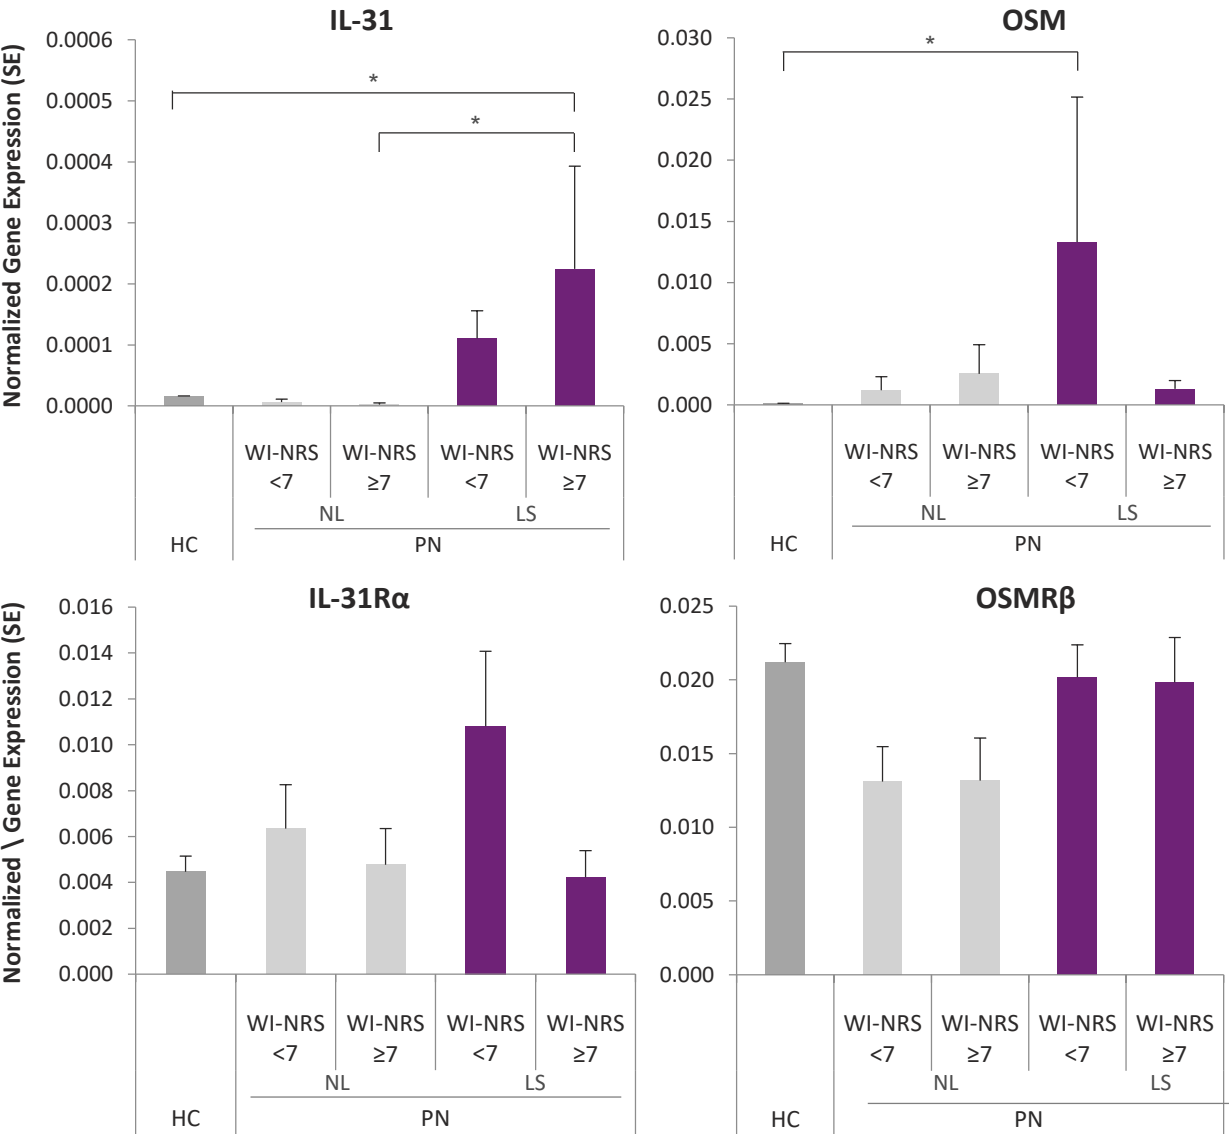 IL-31
Normalized Gene Expression (SE)
0.0006
0.0005
0.0004
0.0003
0.0002
0.0001
0.0000
*
*
WI-NRS WI-NRS WI-NRS WI-NRS
<7 ≥7 <7 ≥7
NL LS
HC PN
OSM
0.030
0.025
0.020
0.015
0.010
0.005
0.000
*
WI-NRS WI-NRS WI-NRS WI-NRS
<7 ≥7 <7 ≥7
NL LS
HC PN
IL-31Rα
Normalized \ Gene Expression (SE)
0.016
0.014
0.012
0.010
0.008
0.006
0.004
0.002
0.000
WI-NRS WI-NRS WI-NRS WI-NRS
<7 ≥7 <7 ≥7
NL LS
HC PN
OSMRβ
0.025
0.020
0.015
0.010
0.005
0.000
WI-NRS WI-NRS WI-NRS WI-NRS
<7 ≥7 <7 ≥7
NL LS
HC PN